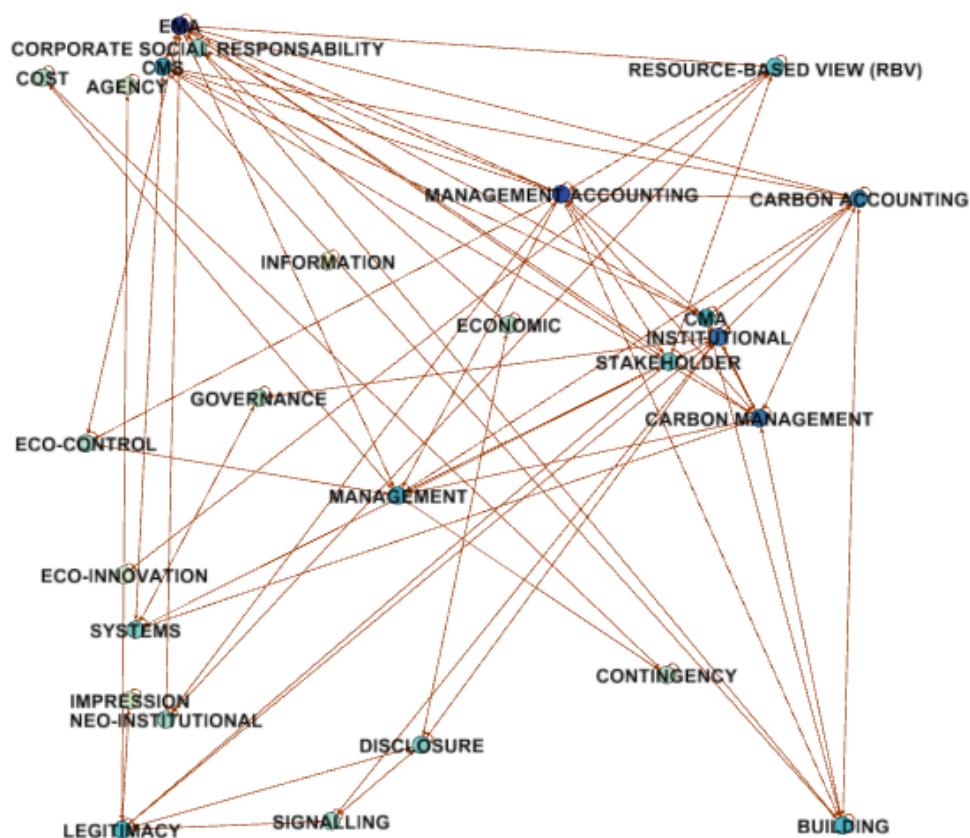 EMA
CORPORATE SOCIAL RESPONSABILITY
CMS
RESOURCE-BASED VIEW (RBV)
COST
AGENCY
MANAGEMENT ACCOUNTING
CARBON ACCOUNTING
INFORMATION
CMA
ECONOMIC
INSTITUTIONAL
STAKEHOLDER
GOVERNANCE
CARBON MANAGEMENT
ECO-CONTROL
MANAGEMENT
ECO-INNOVATION
SYSTEMS
CONTINGENCY
IMPRESSION
NEO-INSTITUTIONAL
DISCLOSURE
SIGNALLING
BUILDING
LEGITIMACY